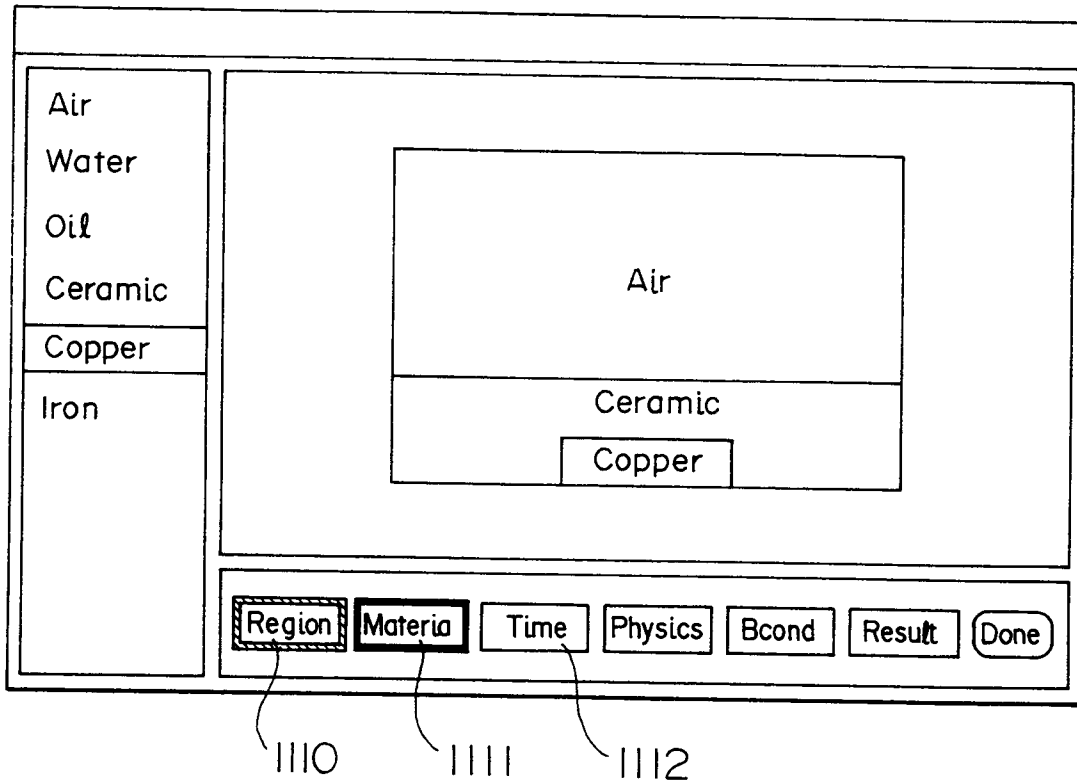 Air
Water
Oil
Ceramic
Copper
Iron
Air
Ceramic
Copper
Region Materia Time Physics Bcond Result Done
1110 1111 1112